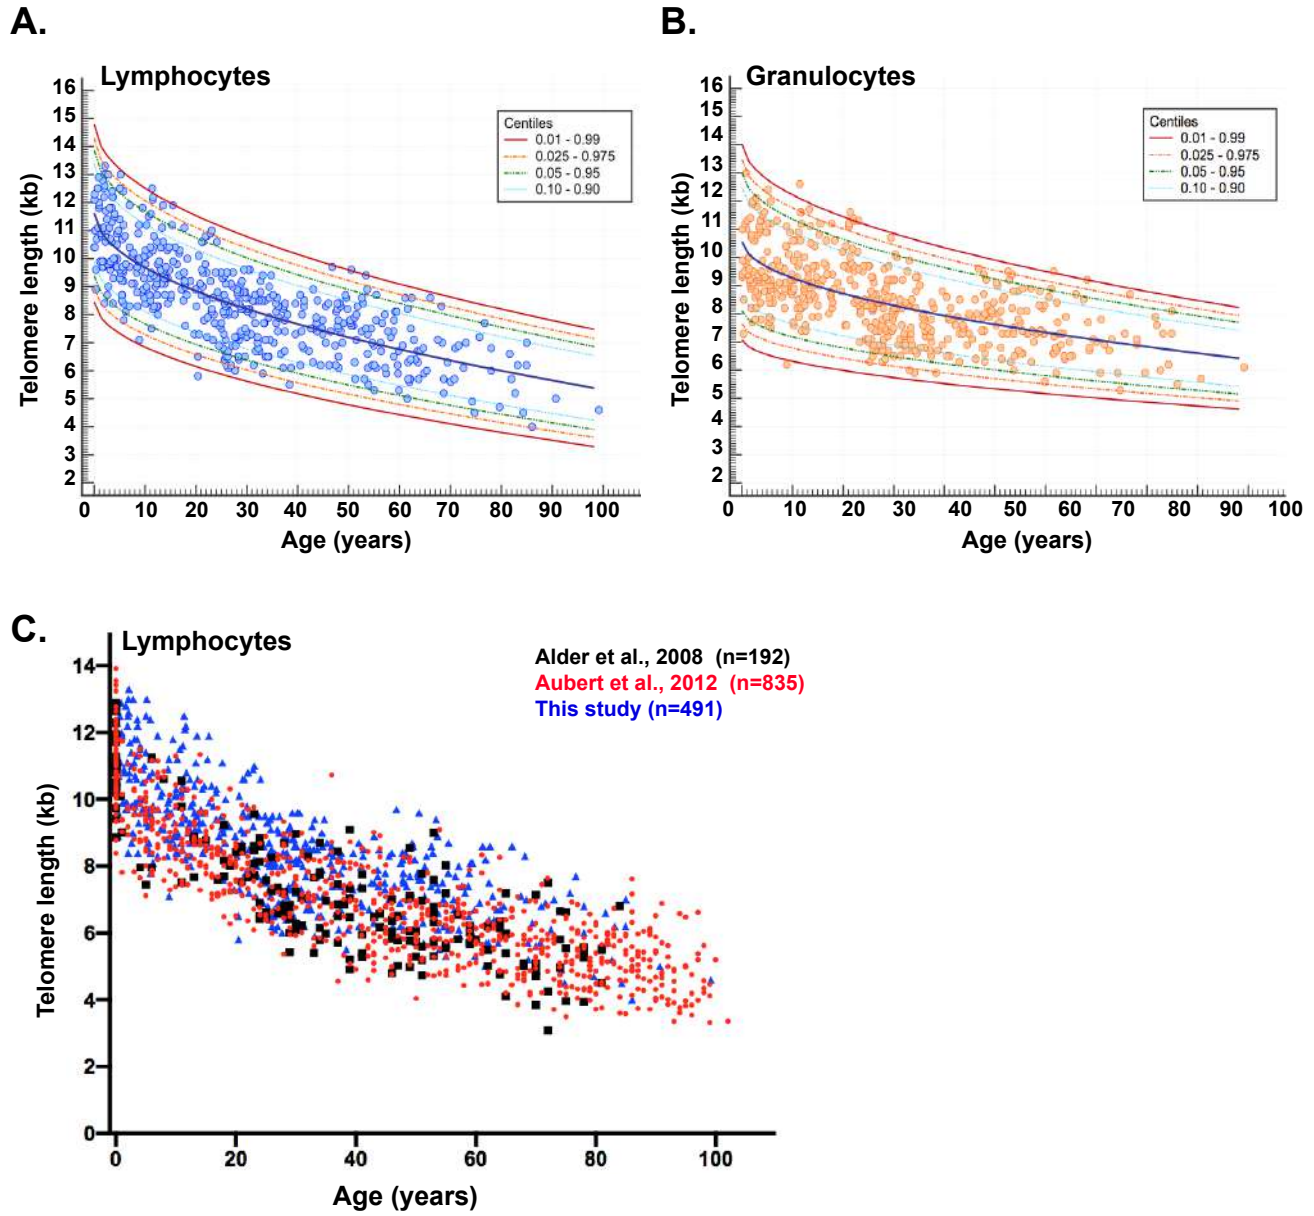 A.
B.
Lymphocytes
Granulocytes
Centiles
0.01 - 0.99
0.025 - 0.975
0.05 - 0.95
0.10 - 0.90
Centiles
0.01 - 0.99
0.025 - 0.975
0.05 - 0.95
0.10 - 0.90
Telomere length (kb)
16
15
14
13
12
11
10
9
8
7
6
5
4
3
2
0 10 20 30 40 50 60 70 80 90 100
Age (years)
Telomere length (kb)
16
15
14
13
12
11
10
9
8
7
6
5
4
3
2
0 10 20 30 40 50 60 70 80 90 100
Age (years)
C.
Lymphocytes
Alder et al., 2008 (n=192)
Aubert et al., 2012 (n=835)
This study (n=491)
Telomere length (kb)
14
12
10
8
6
4
2
0
0 20 40 60 80 100
Age (years)